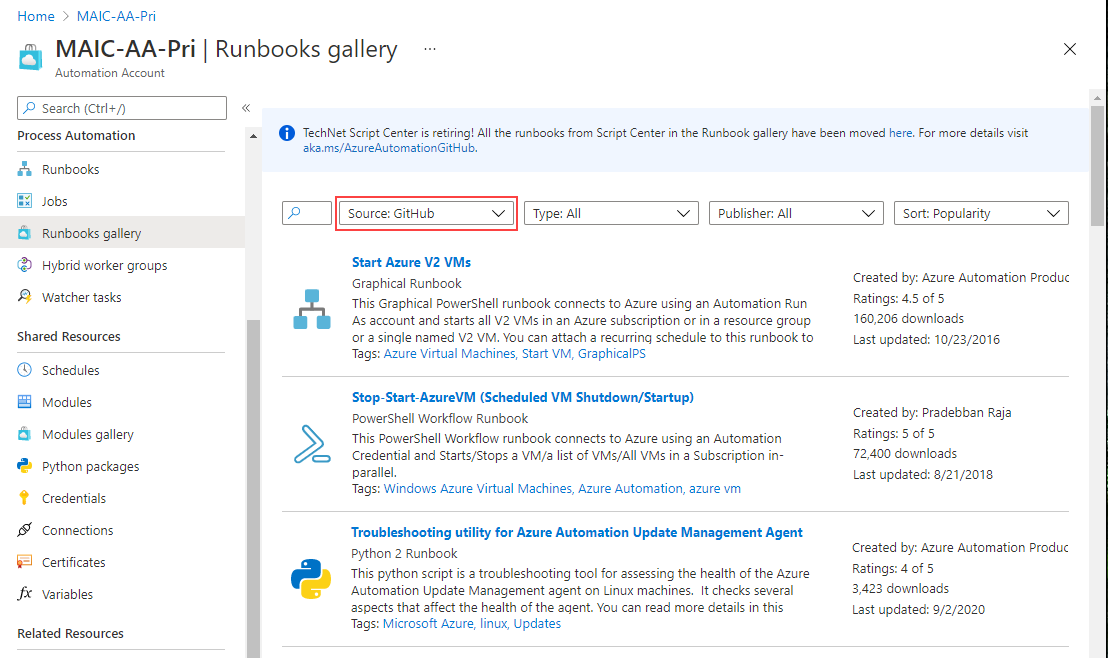 Home > MAIC-AA-Pri
MAIC-AA-Pri | Runbooks gallery ...
Automation Account
Search (Ctrl+/)
«
Process Automation
Runbooks
Jobs
Runbooks gallery
Hybrid worker groups
Watcher tasks
Shared Resources
Schedules
Modules
Modules gallery
Python packages
Credentials
Connections
Certificates
Variables
Related Resources
TechNet Script Center is retiring! All the runbooks from Script Center in the Runbook gallery have been moved here. For more details visit
aka.ms/AzureAutomationGitHub.
Source: GitHub
Type: All
Publisher: All
Sort: Popularity
Start Azure V2 VMs
Graphical Runbook
This Graphical PowerShell runbook connects to Azure using an Automation Run
As account and starts all V2 VMs in an Azure subscription or in a resource group
or a single named V2 VM. You can attach a recurring schedule to this runbook to
Tags: Azure Virtual Machines, Start VM, GraphicalPS
Created by: Azure Automation Produc
Ratings: 4.5 of 5
160,206 downloads
Last updated: 10/23/2016
Stop-Start-AzureVM (Scheduled VM Shutdown/Startup)
PowerShell Workflow Runbook
This PowerShell Workflow runbook connects to Azure using an Automation
Credential and Starts/Stops a VM/a list of VMs/All VMs in a Subscription in-
parallel.
Tags: Windows Azure Virtual Machines, Azure Automation, azure vm
Created by: Pradebban Raja
Ratings: 5 of 5
72,400 downloads
Last updated: 8/21/2018
Troubleshooting utility for Azure Automation Update Management Agent
Python 2 Runbook
This python script is a troubleshooting tool for assessing the health of the Azure
Automation Update Management agent on Linux machines. It checks several
aspects that affect the health of the agent. You can read more details in this
Tags: Microsoft Azure, linux, Updates
Created by: Azure Automation Produc
Ratings: 4 of 5
3,423 downloads
Last updated: 9/2/2020